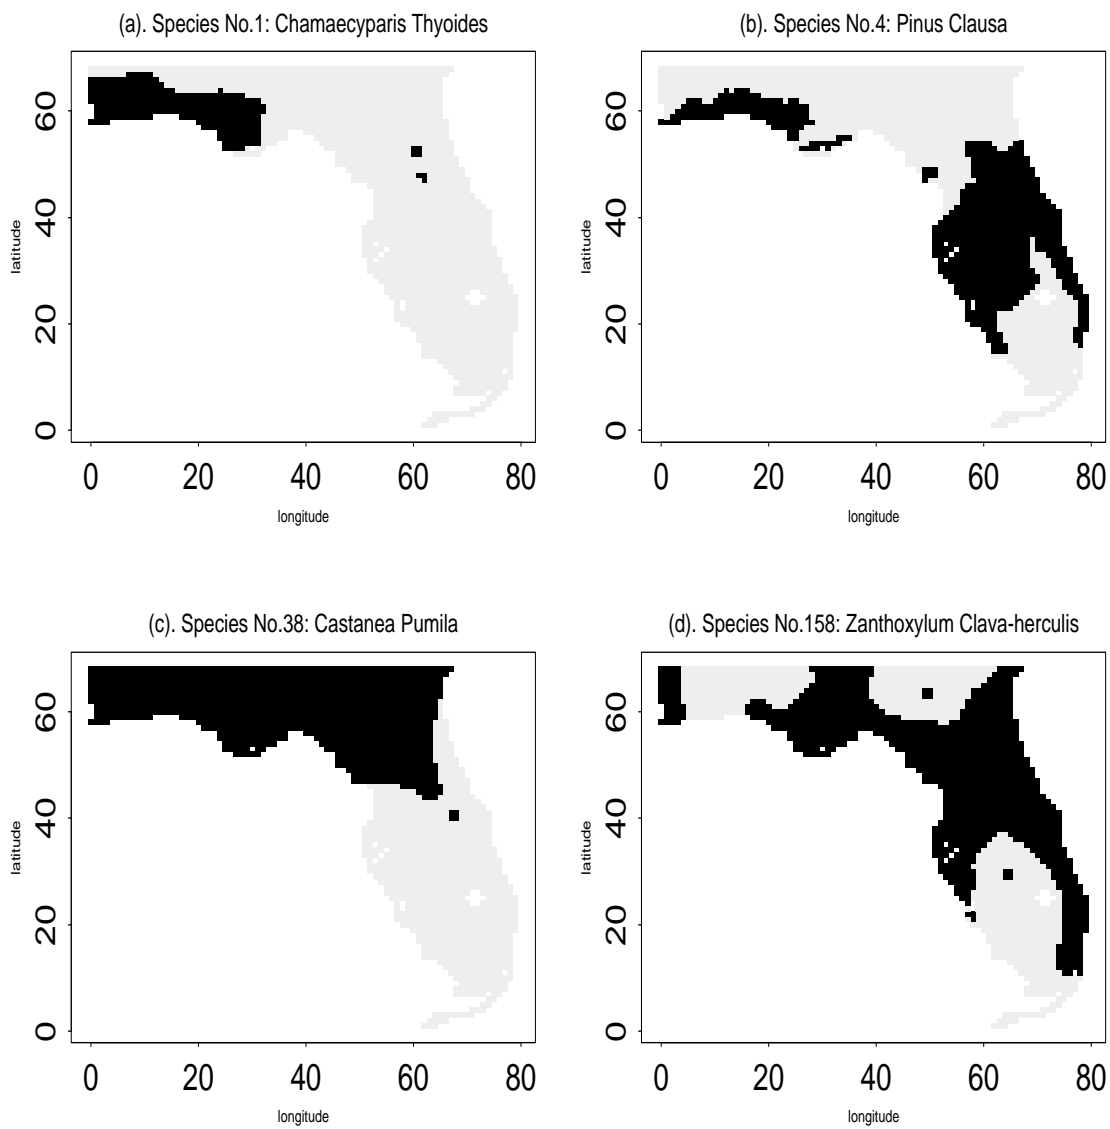 (a). Species No.1: Chamaecyparis Thyoides
latitude
0 20 40 60
0 20 40 60 80
longitude
(b). Species No.4: Pinus Clausa
latitude
0 20 40 60
0 20 40 60 80
longitude
(c). Species No.38: Castanea Pumila
latitude
0 20 40 60
0 20 40 60 80
longitude
(d). Species No.158: Zanthoxylum Clava-herculis
latitude
0 20 40 60
0 20 40 60 80
longitude